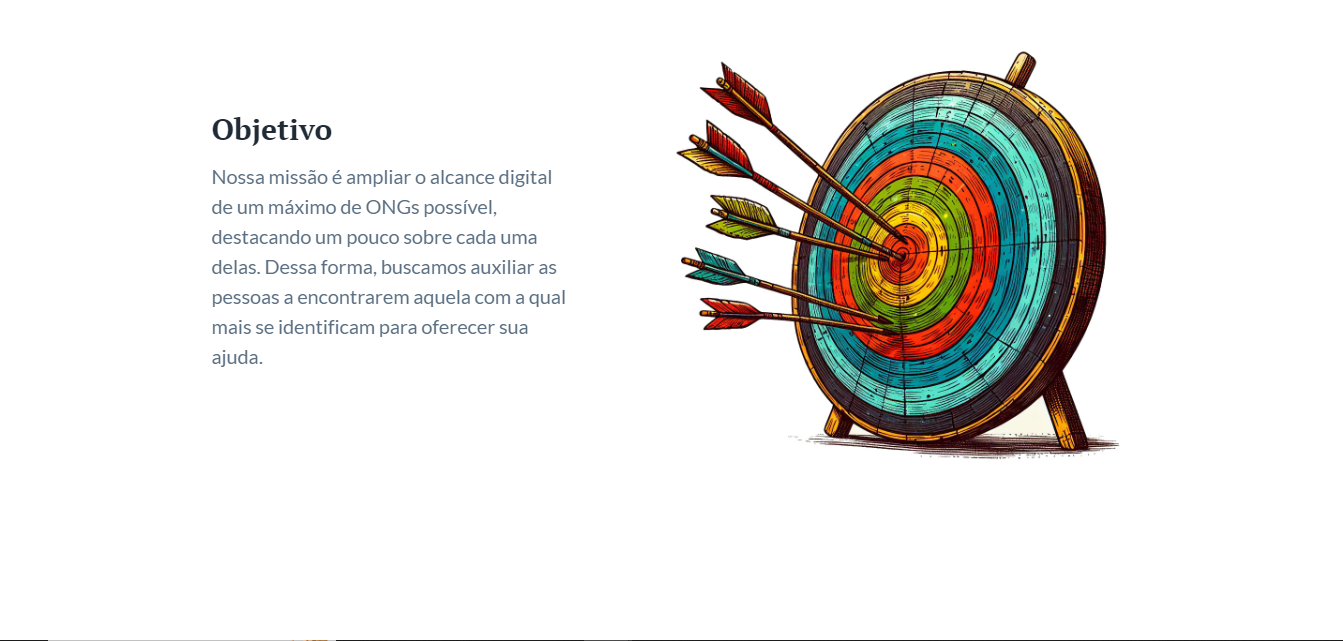 Objetivo
Nossa missão é ampliar o alcance digital
de um máximo de ONGs possível,
destacando um pouco sobre cada uma
delas. Dessa forma, buscamos auxiliar as
pessoas a encontrarem aquela com a qual
mais se identificam para oferecer sua
ajuda.